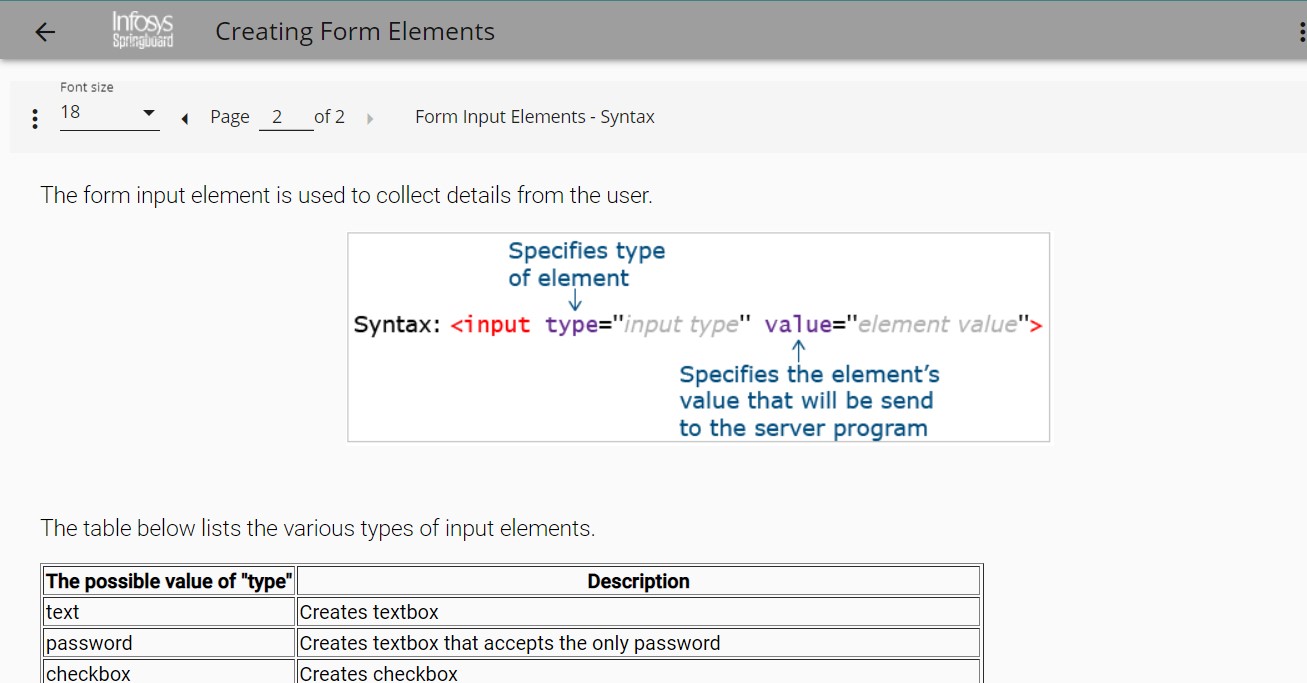 Infosys
Springboard
Creating Form Elements
Font size
18
Page 2 of 2
Form Input Elements - Syntax
The form input element is used to collect details from the user.
Specifies type
of element
Syntax: <input type="input type" value="element value">
Specifies the element's
value that will be send
to the server program
The table below lists the various types of input elements.
The possible value of "type" Description
text Creates textbox
password Creates textbox that accepts the only password
checkbox Creates checkbox